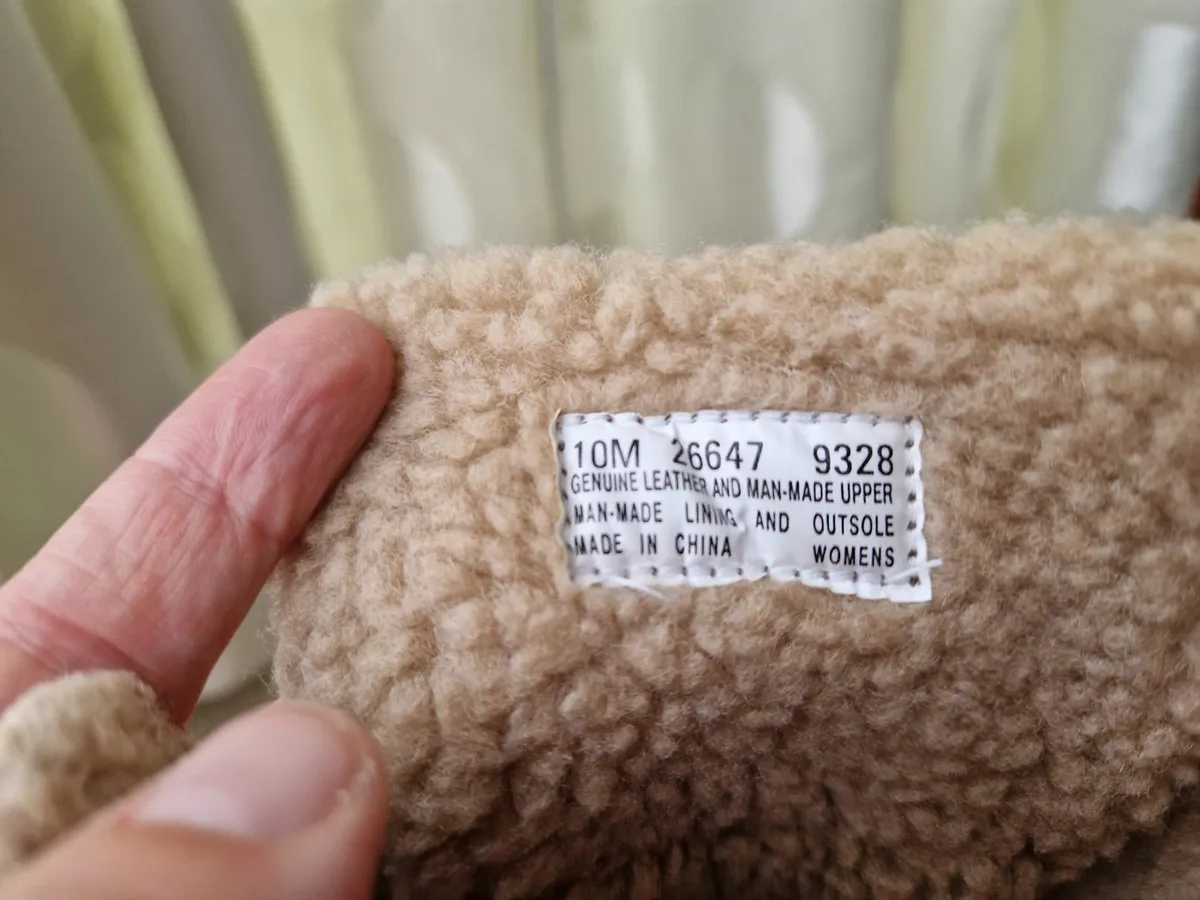 10M 26647 9328
GENUINE LEATHER AND MAN-MADE UPPER
MAN-MADE LINING AND OUTSOLE
MADE IN CHINA WOMENS